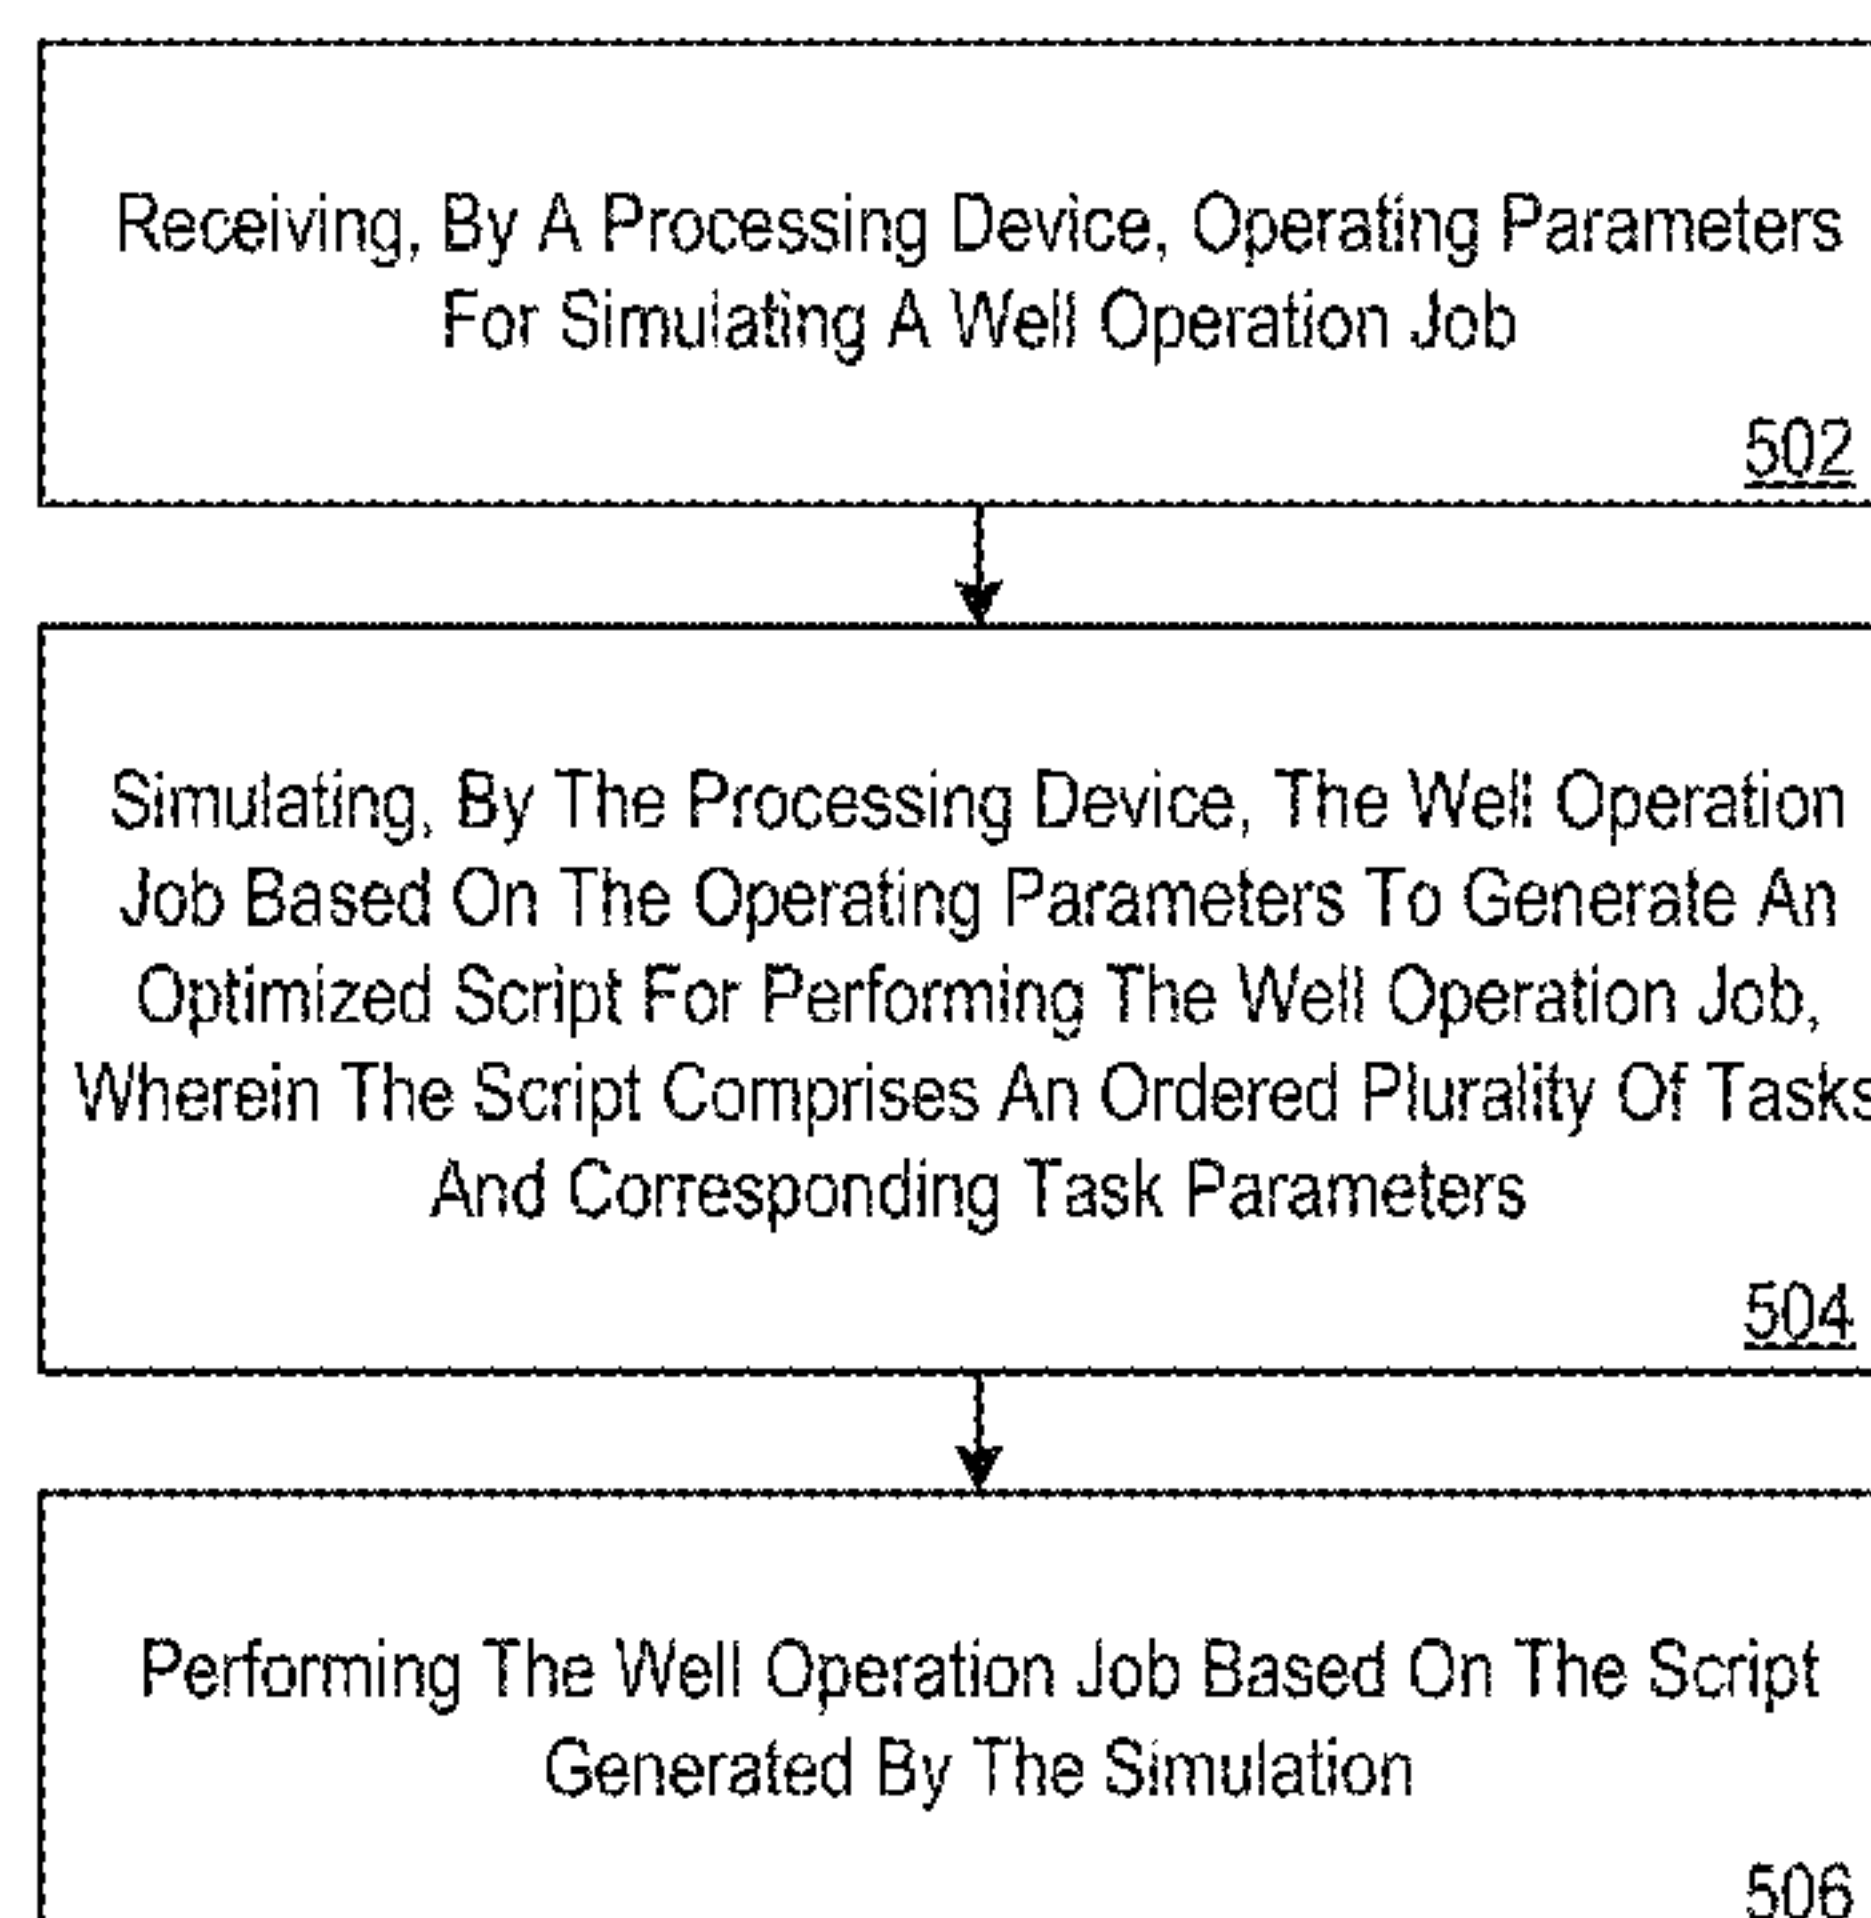 Receiving, By A Processing Device, Operating Parameters
For Simulating A Well Operation Job
502
Simulating, By The Processing Device, The Well Operation
Job Based On The Operating Parameters To Generate An
Optimized Script For Performing The Well Operation Job,
Wherein The Script Comprises An Ordered Plurality Of Tasks
And Corresponding Task Parameters
504
Performing The Well Operation Job Based On The Script
Generated By The Simulation
506